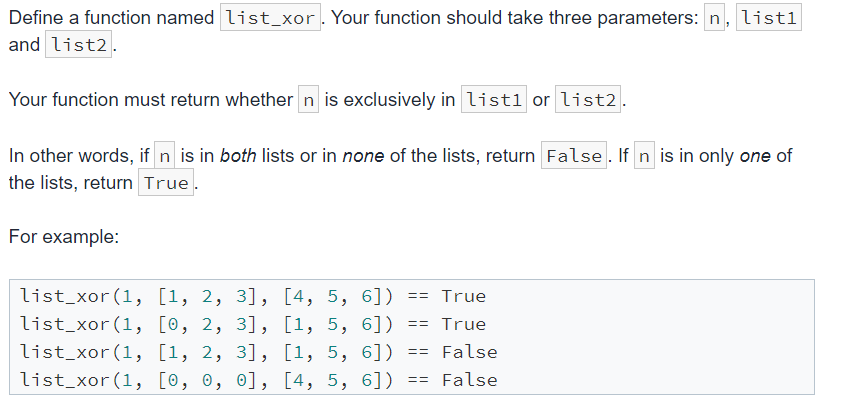 Define a function named list_xor. Your function should take three parameters: n, list1
and list2.
Your function must return whether n is exclusively in list1 or list2.
In other words, if n is in both lists or in none of the lists, return False. If n is in only one of
the lists, return True.
For example:
list_xor(1, [1, 2, 3], [4, 5, 6]) == True
list_xor(1, [0, 2, 3], [1, 5, 6]) == True
list_xor(1, [1, 2, 3], [1, 5, 6]) == False
list_xor(1, [0, 0, 0], [4, 5, 6]) == False